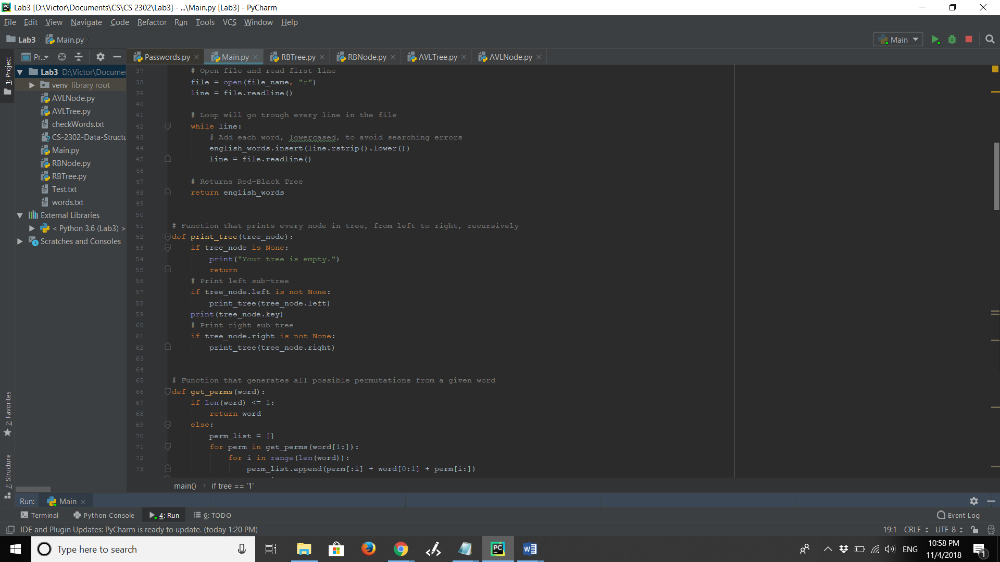 Lab3 [D:\Victor\Documents\CS\CS 2302\Lab3] - ...\Main.py [Lab3] - PyCharm
File Edit View Navigate Code Refactor Run Tools VCS Window Help
Lab3 Main.py
Main
Pr...
Passwords.py Main.py RBTree.py RBNode.py AVLTree.py AVLNode.py
1: Project
Lab3 D:\Victor\Documer
venv library root
AVLNode.py
AVLTree.py
checkWords.txt
CS-2302-Data-Structu
Main.py
RBNode.py
RBTree.py
Test.txt
words.txt
External Libraries
< Python 3.6 (Lab3) >
Scratches and Consoles
2: Favorites
7: Structure
37 # Open file and read first line
38 file = open(file_name, "r")
39 line = file.readline()
40
41 # Loop will go trough every line in the file
42 while line:
43 # Add each word, lowercased, to avoid searching errors
44 english_words.insert(line.rstrip().lower())
45 line = file.readline()
46
47 # Returns Red-Black Tree
48 return english_words
49
50
51 # Function that prints every node in tree, from left to right, recursively
52 def print_tree(tree_node):
53 if tree_node is None:
54 print("Your tree is empty.")
55 return
56 # Print left sub-tree
57 if tree_node.left is not None:
58 print_tree(tree_node.left)
59 print(tree_node.key)
60 # Print right sub-tree
61 if tree_node.right is not None:
62 print_tree(tree_node.right)
63
64
65 # Function that generates all possible permutations from a given word
66 def get_perms(word):
67 if len(word) <= 1:
68 return word
69 else:
70 perm_list = []
71 for perm in get_perms(word[1:]):
72 for i in range(len(word)):
73 perm_list.append(perm[:i] + word[0:1] + perm[i:])
main() › if tree == '1'
Run: Main
Terminal Python Console 4: Run 6: TODO Event Log
IDE and Plugin Updates: PyCharm is ready to update. (today 1:20 PM) 19:1 CRLF UTF-8
Type here to search
PC
ENG
10:58 PM
11/4/2018
1